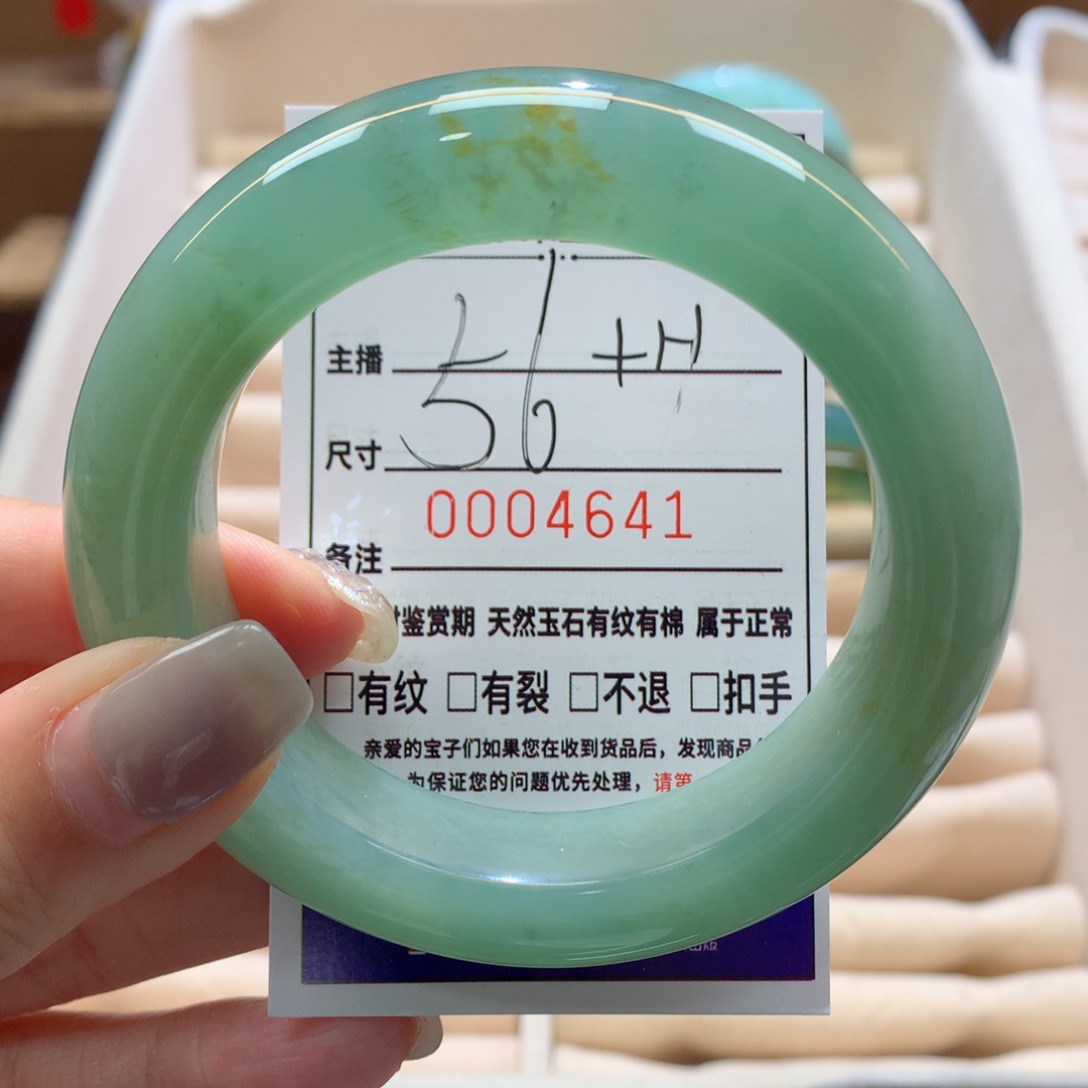 主播
尺寸 56
0004641
备注
鉴赏期 天然玉石有纹有棉 属于正常
□有纹 □有裂 □不退 □扣手
亲爱的宝子们如果您在收到货品后，发现商品
为保证您的问题优先处理，请第